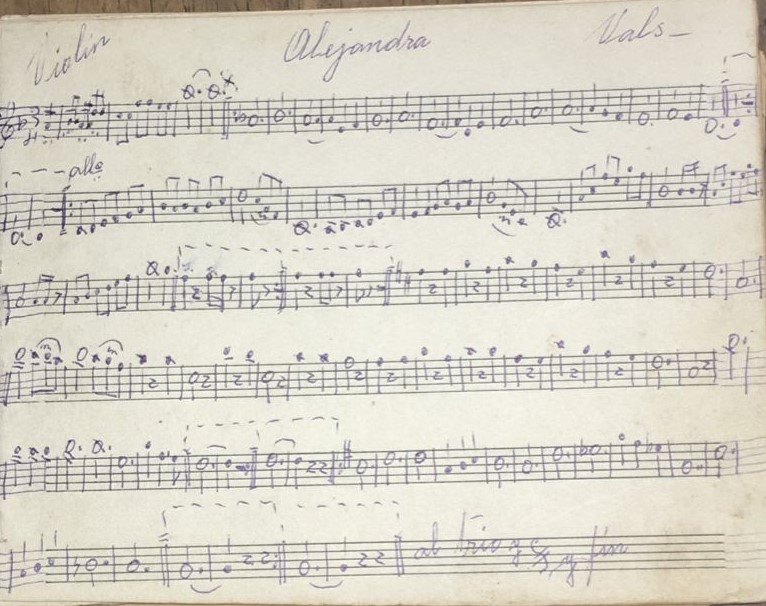 Violin Alejandra Vals
allo
al trio y y fin